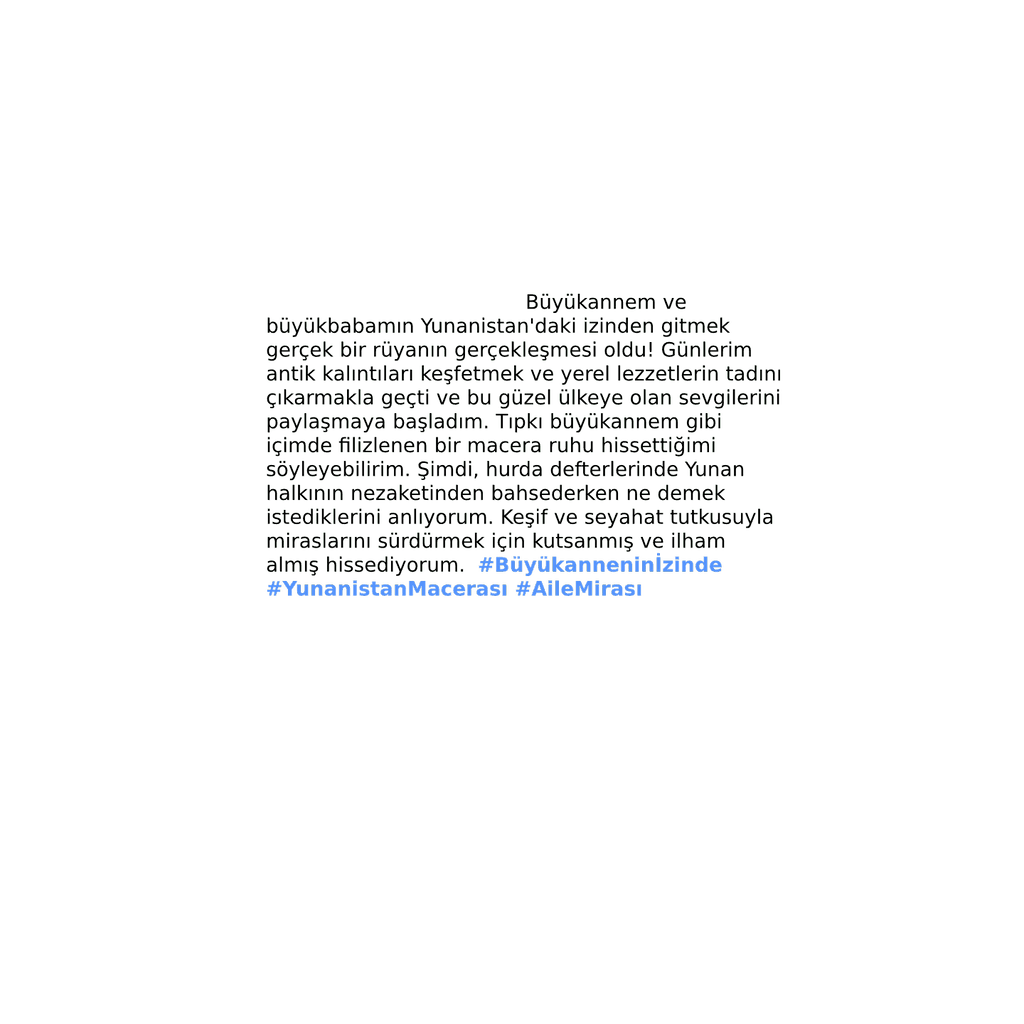 Büyükannem ve
büyükbabamın Yunanistan'daki izinden gitmek
gerçek bir rüyanın gerçekleşmesi oldu! Günlerim
antik kalıntıları keşfetmek ve yerel lezzetlerin tadını
çıkarmakla geçti ve bu güzel ülkeye olan sevgilerini
paylaşmaya başladım. Tıpkı büyükannem gibi
içimde filizlenen bir macera ruhu hissettiğimi
söyleyebilirim. Şimdi, hurda defterlerinde Yunan
halkının nezaketinden bahsederken ne demek
istediklerini anlıyorum. Keşif ve seyahat tutkusuyla
miraslarını sürdürmek için kutsanmış ve ilham
almış hissediyorum. #Büyükanneninİzinde
#YunanistanMacerası #AileMirası